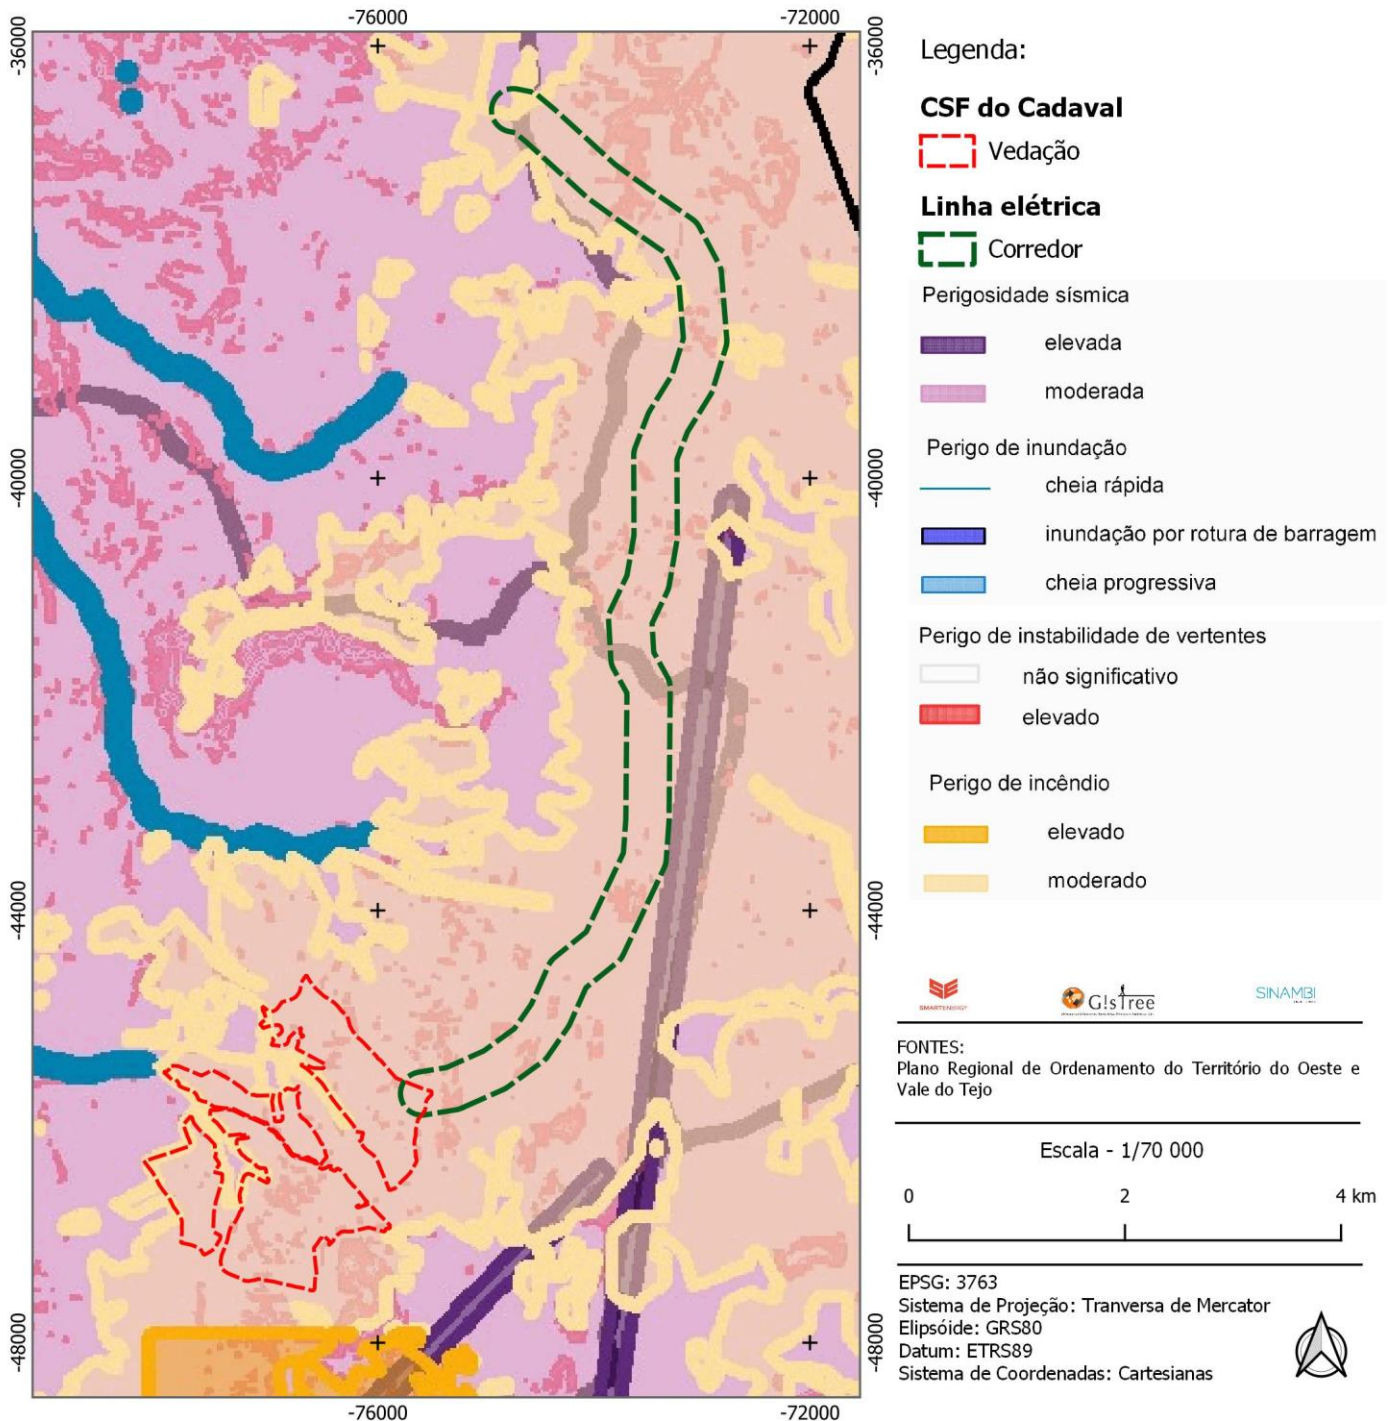 -76000
-72000
-36000
-36000
-40000
-40000
-44000
-44000
-48000
-48000
-76000
-72000
Legenda:
CSF do Cadaval
Vedação
Linha elétrica
Corredor
Perigosidade sísmica
elevada
moderada
Perigo de inundação
cheia rápida
inundação por rotura de barragem
cheia progressiva
Perigo de instabilidade de vertentes
não significativo
elevado
Perigo de incêndio
elevado
moderado
SMARTENERGY
G!sTree
SINAMBI
FONTES:
Plano Regional de Ordenamento do Território do Oeste e
Vale do Tejo
Escala - 1/70 000
0 2 4 km
EPSG: 3763
Sistema de Projeção: Tranversa de Mercator
Elipsóide: GRS80
Datum: ETRS89
Sistema de Coordenadas: Cartesianas